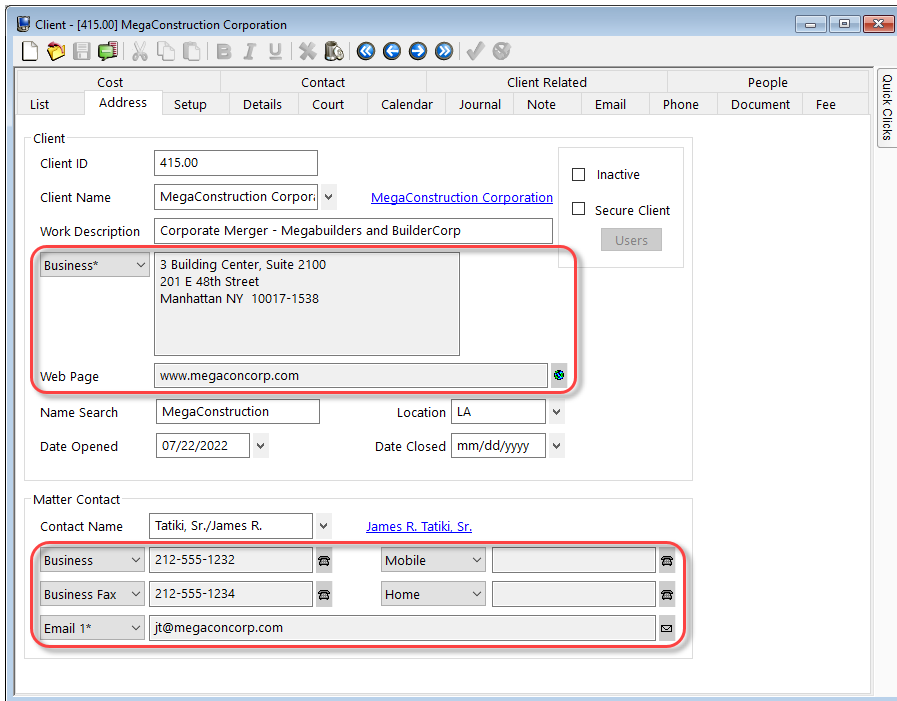 Client - [415.00] MegaConstruction Corporation
B I U
Cost Contact Client Related People
List Address Setup Details Court Calendar Journal Note Email Phone Document Fee
Quick Clicks
Client
Client ID 415.00
Inactive
Client Name MegaConstruction Corpora MegaConstruction Corporation
Secure Client
Work Description Corporate Merger - Megabuilders and BuilderCorp
Users
Business* 3 Building Center, Suite 2100
201 E 48th Street
Manhattan NY 10017-1538
Web Page www.megaconcorp.com
Name Search MegaConstruction Location LA
Date Opened 07/22/2022 Date Closed mm/dd/yyyy
Matter Contact
Contact Name Tatiki, Sr./James R. James R. Tatiki, Sr.
Business 212-555-1232 Mobile
Business Fax 212-555-1234 Home
Email 1* jt@megaconcorp.com